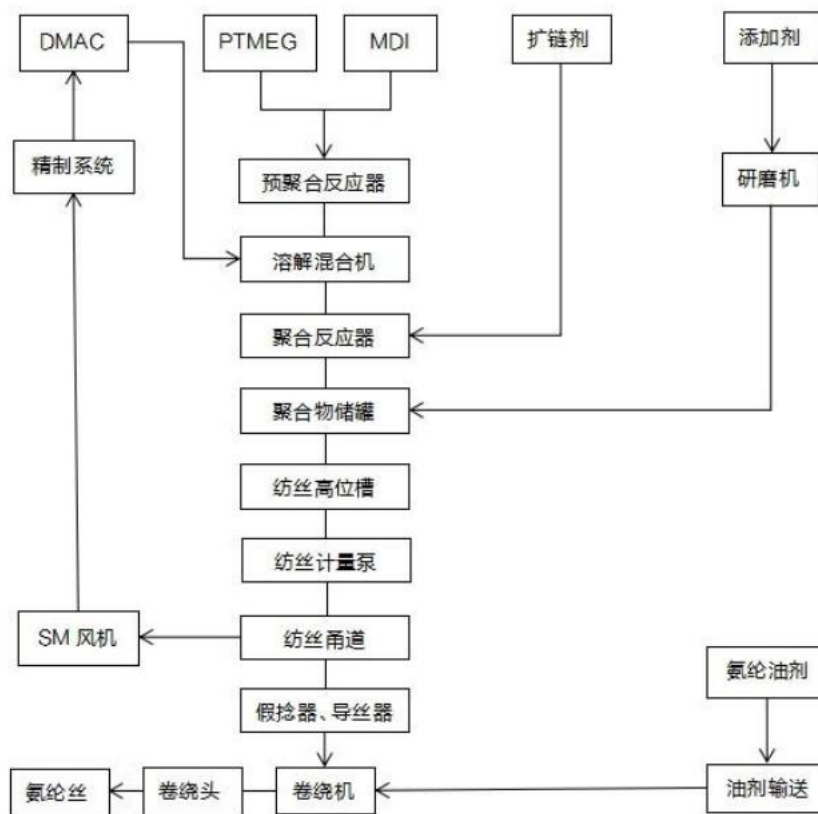 DMAC
PTMEG
MDI
扩链剂
添加剂
精制系统
预聚合反应器
研磨机
溶解混合机
聚合反应器
聚合物储罐
纺丝高位槽
纺丝计量泵
SM 风机
纺丝甬道
氨纶油剂
假捻器、导丝器
氨纶丝
卷绕头
卷绕机
油剂输送